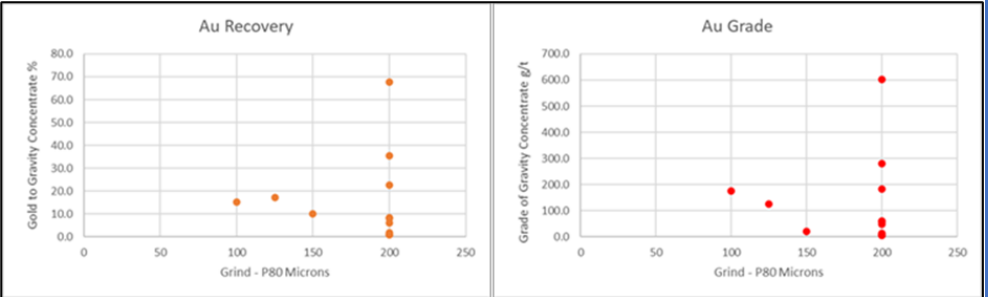 Au Recovery
Gold to Gravity Concentrate %
80.0
70.0
60.0
50.0
40.0
30.0
20.0
10.0
0.0
0 50 100 150 200 250
Grind - P80 Microns
Au Grade
Grade of Gravity Concentrate g/t
700.0
600.0
500.0
400.0
300.0
200.0
100.0
0.0
0 50 100 150 200 250
Grind - P80 Microns